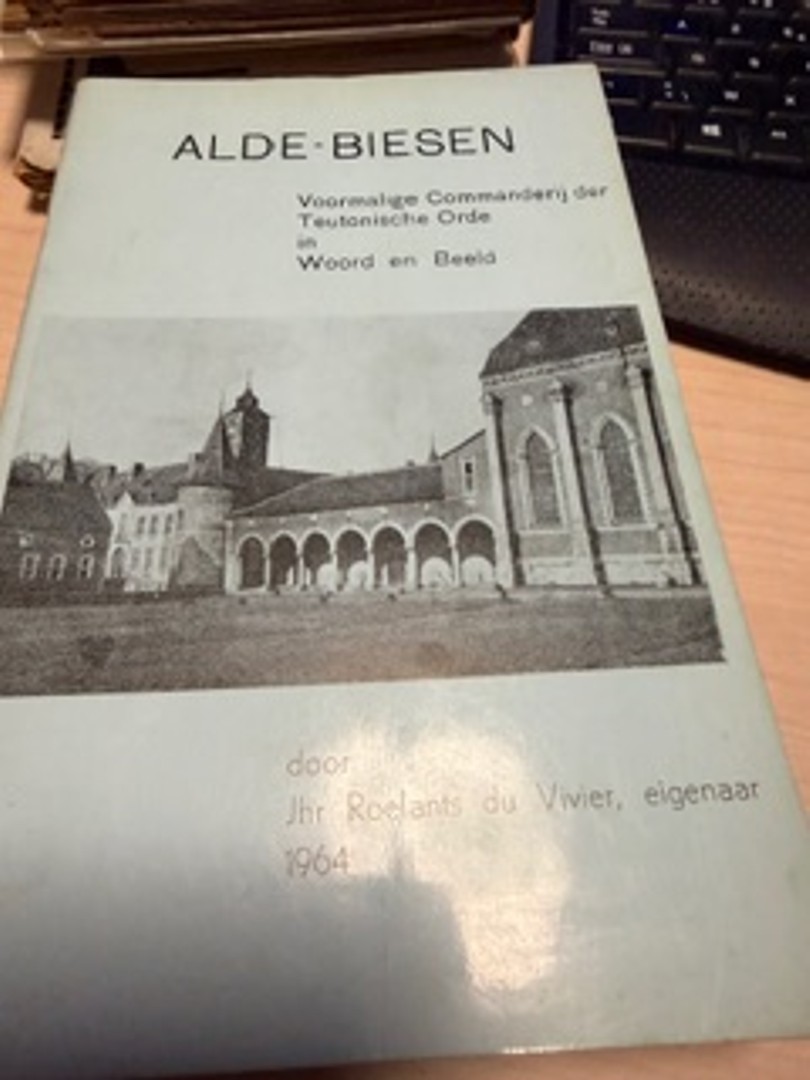 ALDE-BIESEN
Voormalige Commanderij der
Teutonische Orde
in
Woord en Beeld
door
Jhr Roelants du Vivier, eigenaar
1964